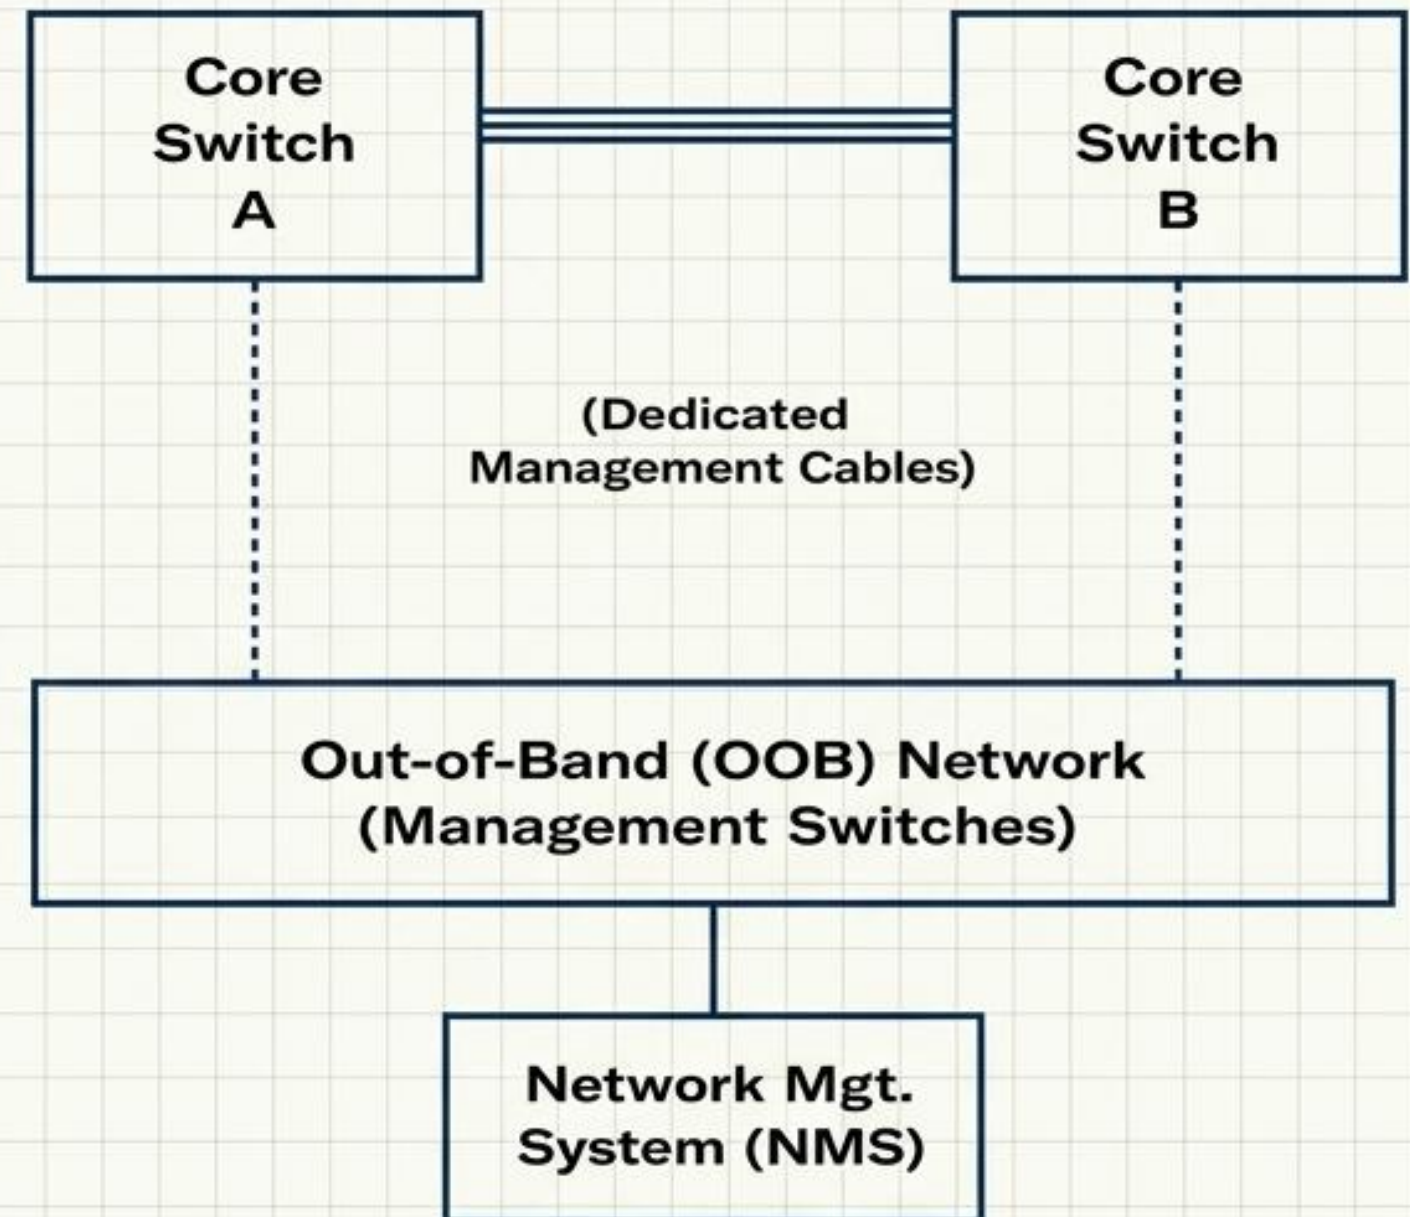 Core
Switch
A
Core
Switch
B
(Dedicated
Management Cables)
Out-of-Band (OOB) Network
(Management Switches)
Network Mgt.
System (NMS)